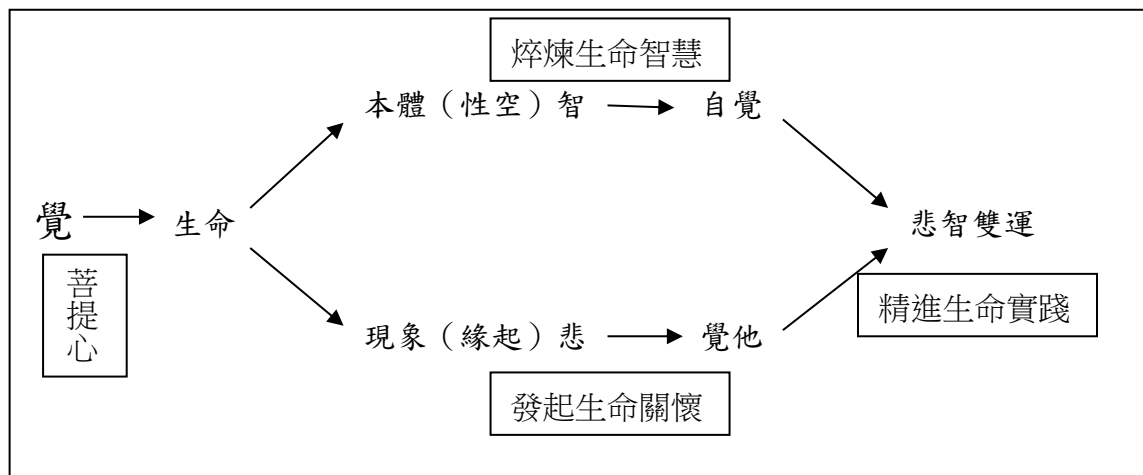 焠煉生命智慧
本體（性空）智
自覺
覺
生命
悲智雙運
菩提心
精進生命實踐
現象（緣起）悲
覺他
發起生命關懷